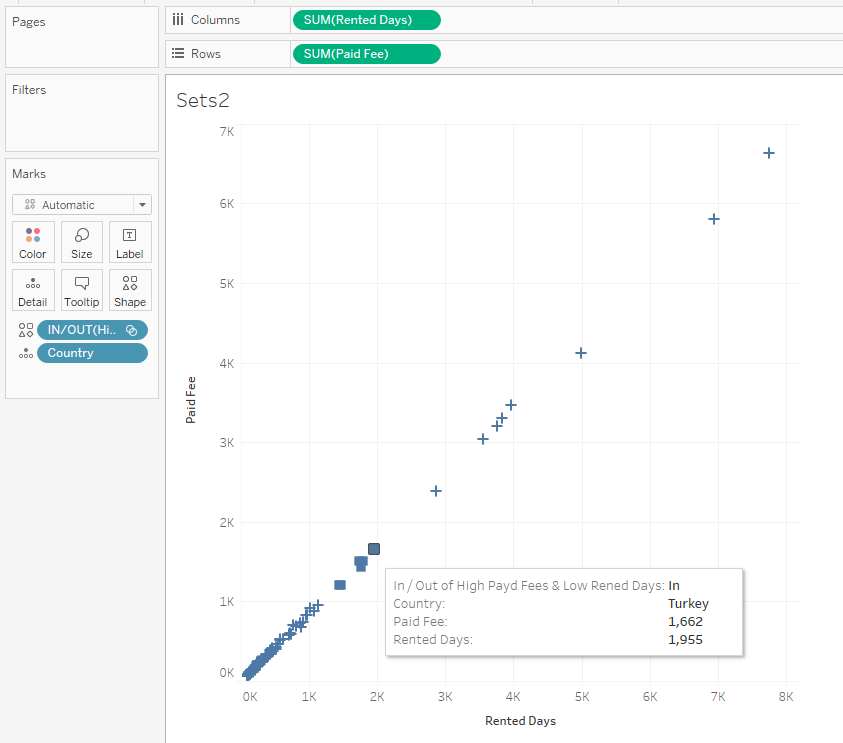 Pages
Columns
SUM(Rented Days)
Rows
SUM(Paid Fee)
Filters
Marks
Automatic
Color
Size
Label
Detail
Tooltip
Shape
IN/OUT(Hi..
Country
Sets2
7K
6K
5K
4K
3K
2K
1K
0K
Paid Fee
In / Out of High Payd Fees & Low Rened Days: In
Country: Turkey
Paid Fee: 1,662
Rented Days: 1,955
0K 1K 2K 3K 4K 5K 6K 7K 8K
Rented Days